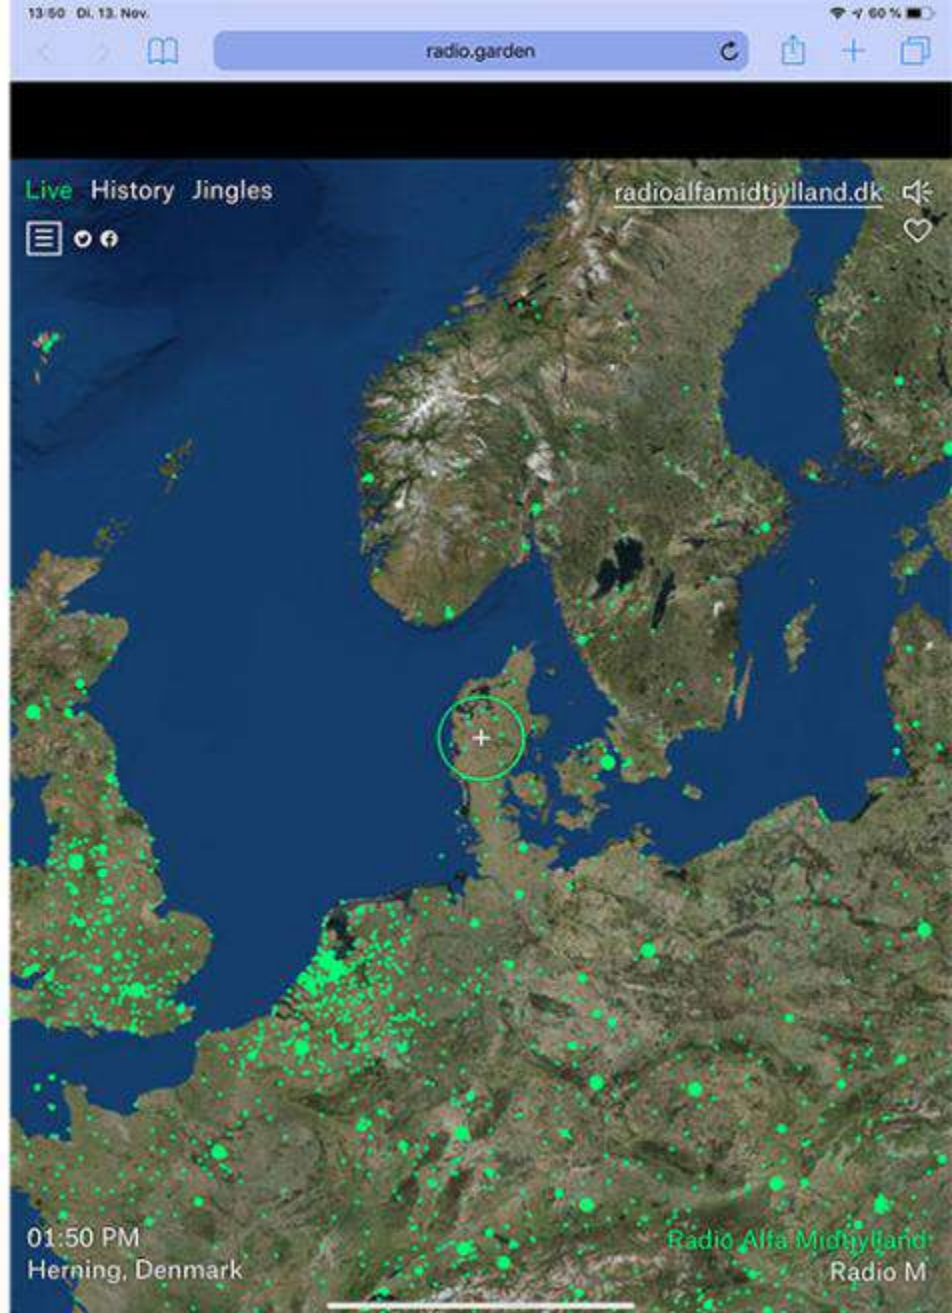 13:50 Di. 13. Nov.
60 %
radio.garden
Live History Jingles
radioalfamidtjylland.dk
01:50 PM
Herning, Denmark
Radio Alfa Midtjylland
Radio M